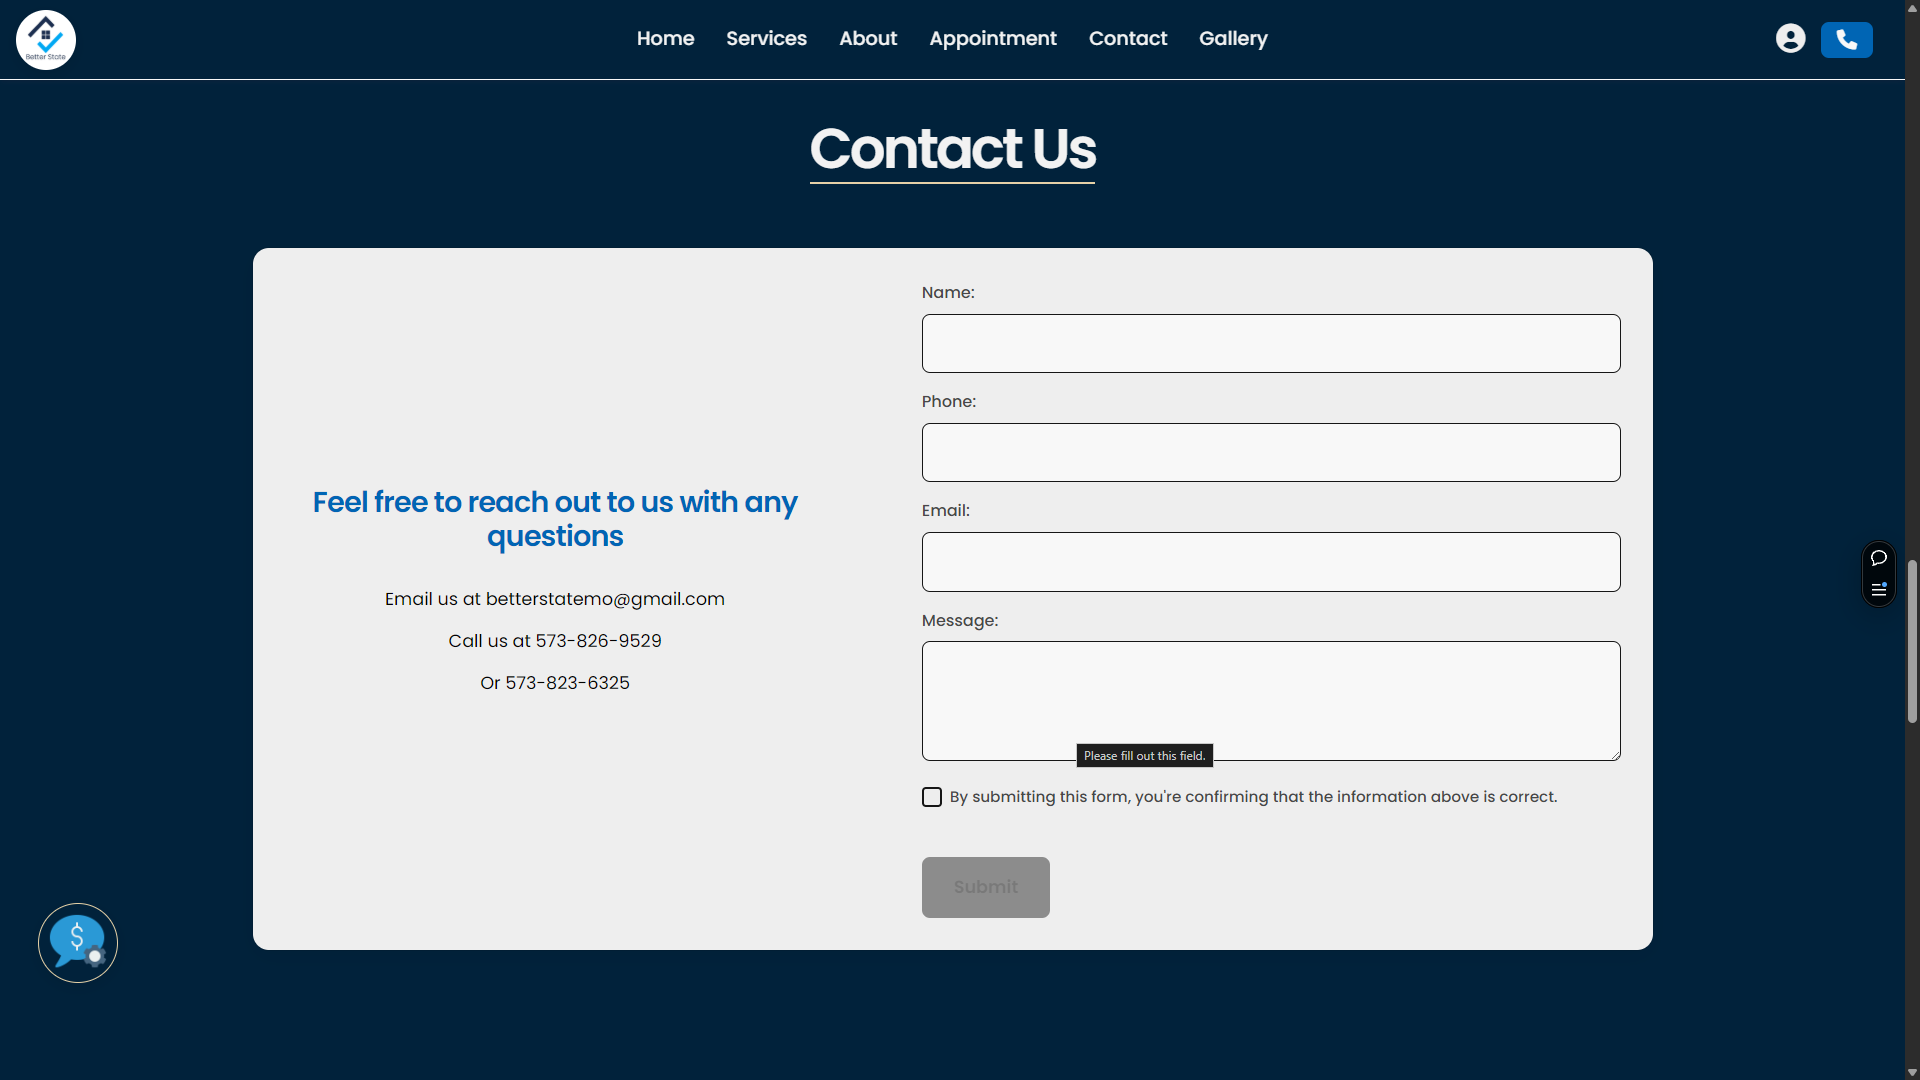 Better State
Home Services About Appointment Contact Gallery
Contact Us
Feel free to reach out to us with any
questions
Email us at betterstatemo@gmail.com
Call us at 573-826-9529
Or 573-823-6325
Name:
Phone:
Email:
Message:
Please fill out this field.
By submitting this form, you're confirming that the information above is correct.
Submit
$